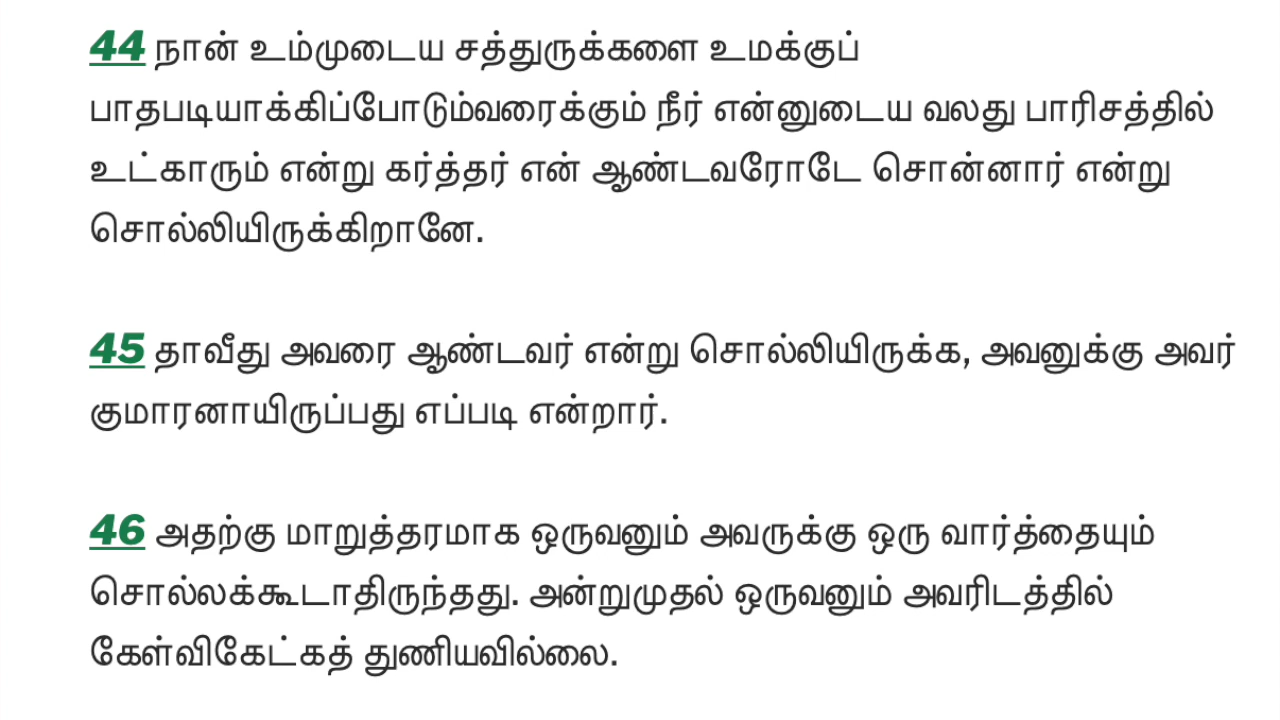 44 நான் உம்முடைய சத்துருக்களை உமக்குப்
பாதபடியாக்கிப்போடும்வரைக்கும் நீர் என்னுடைய வலது பாரிசத்தில்
உட்காரும் என்று கர்த்தர் என் ஆண்டவரோடே சொன்னார் என்று
சொல்லியிருக்கிறானே.
45 தாவீது அவரை ஆண்டவர் என்று சொல்லியிருக்க, அவனுக்கு அவர்
குமாரனாயிருப்பது எப்படி என்றார்.
46 அதற்கு மாறுத்தரமாக ஒருவனும் அவருக்கு ஒரு வார்த்தையும்
சொல்லக்கூடாதிருந்தது. அன்றுமுதல் ஒருவனும் அவரிடத்தில்
கேள்விகேட்கத் துணியவில்லை.